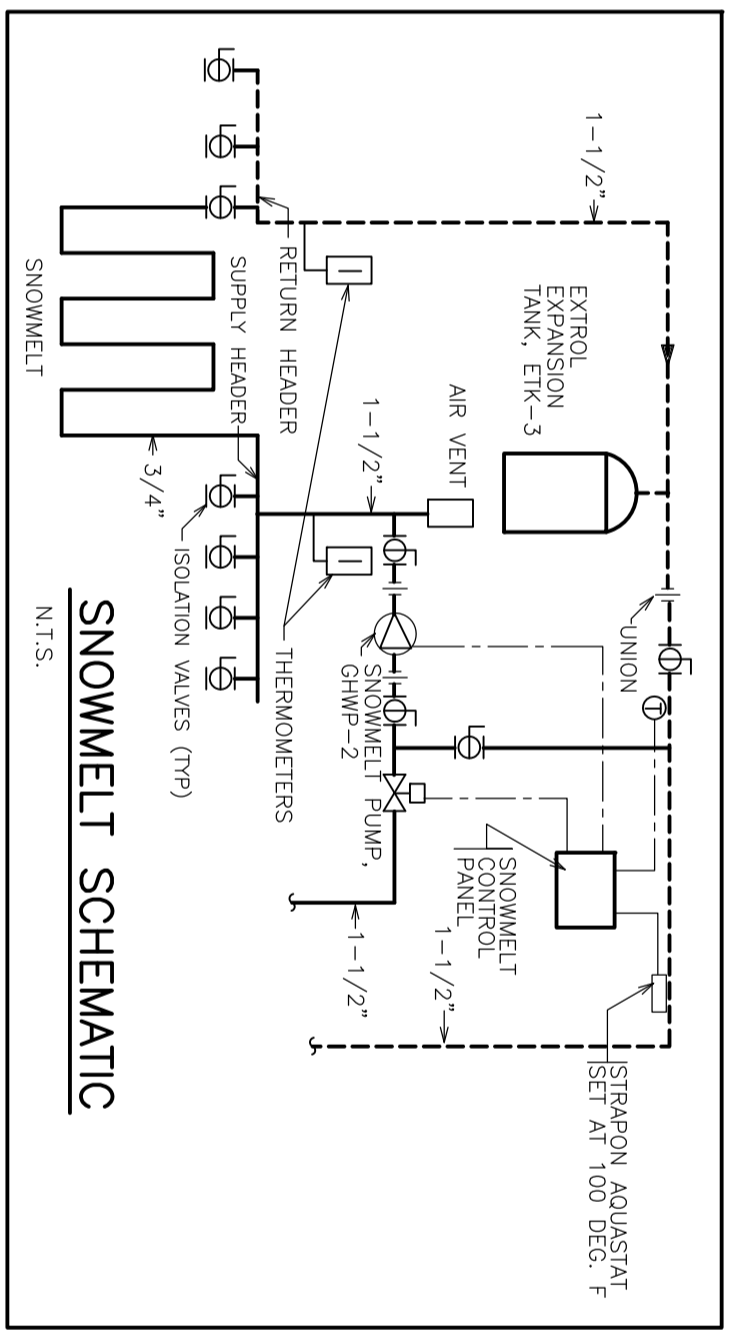 1-1/2"
EXTROL
EXPANSION
TANK, ETK-3
UNION
T
STRAPON AQUASTAT
SET AT 100 DEG. F
AIR VENT
1-1/2"
SNOWMELT
CONTROL
PANEL
1-1/2"
RETURN HEADER
SUPPLY HEADER
THERMOMETERS
SNOWMELT PUMP,
GHWP-2
1-1/2"
3/4"
ISOLATION VALVES (TYP)
SNOWMELT
SNOWMELT SCHEMATIC
N.T.S.